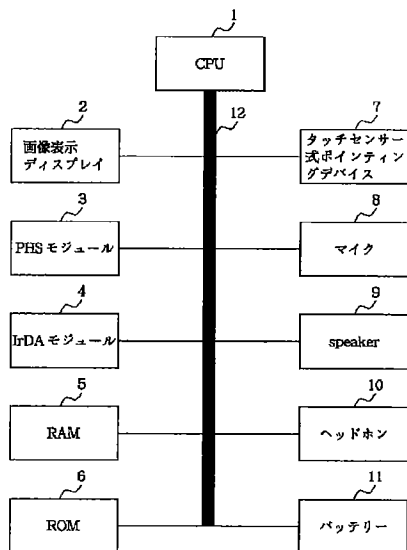 1
CPU
12
2
画像表示
ディスプレイ
7
タッチセンサー
式ポインティン
グデバイス
3
PHSモジュール
8
マイク
4
IrDAモジュール
9
speaker
5
RAM
10
ヘッドホン
6
ROM
11
バッテリー